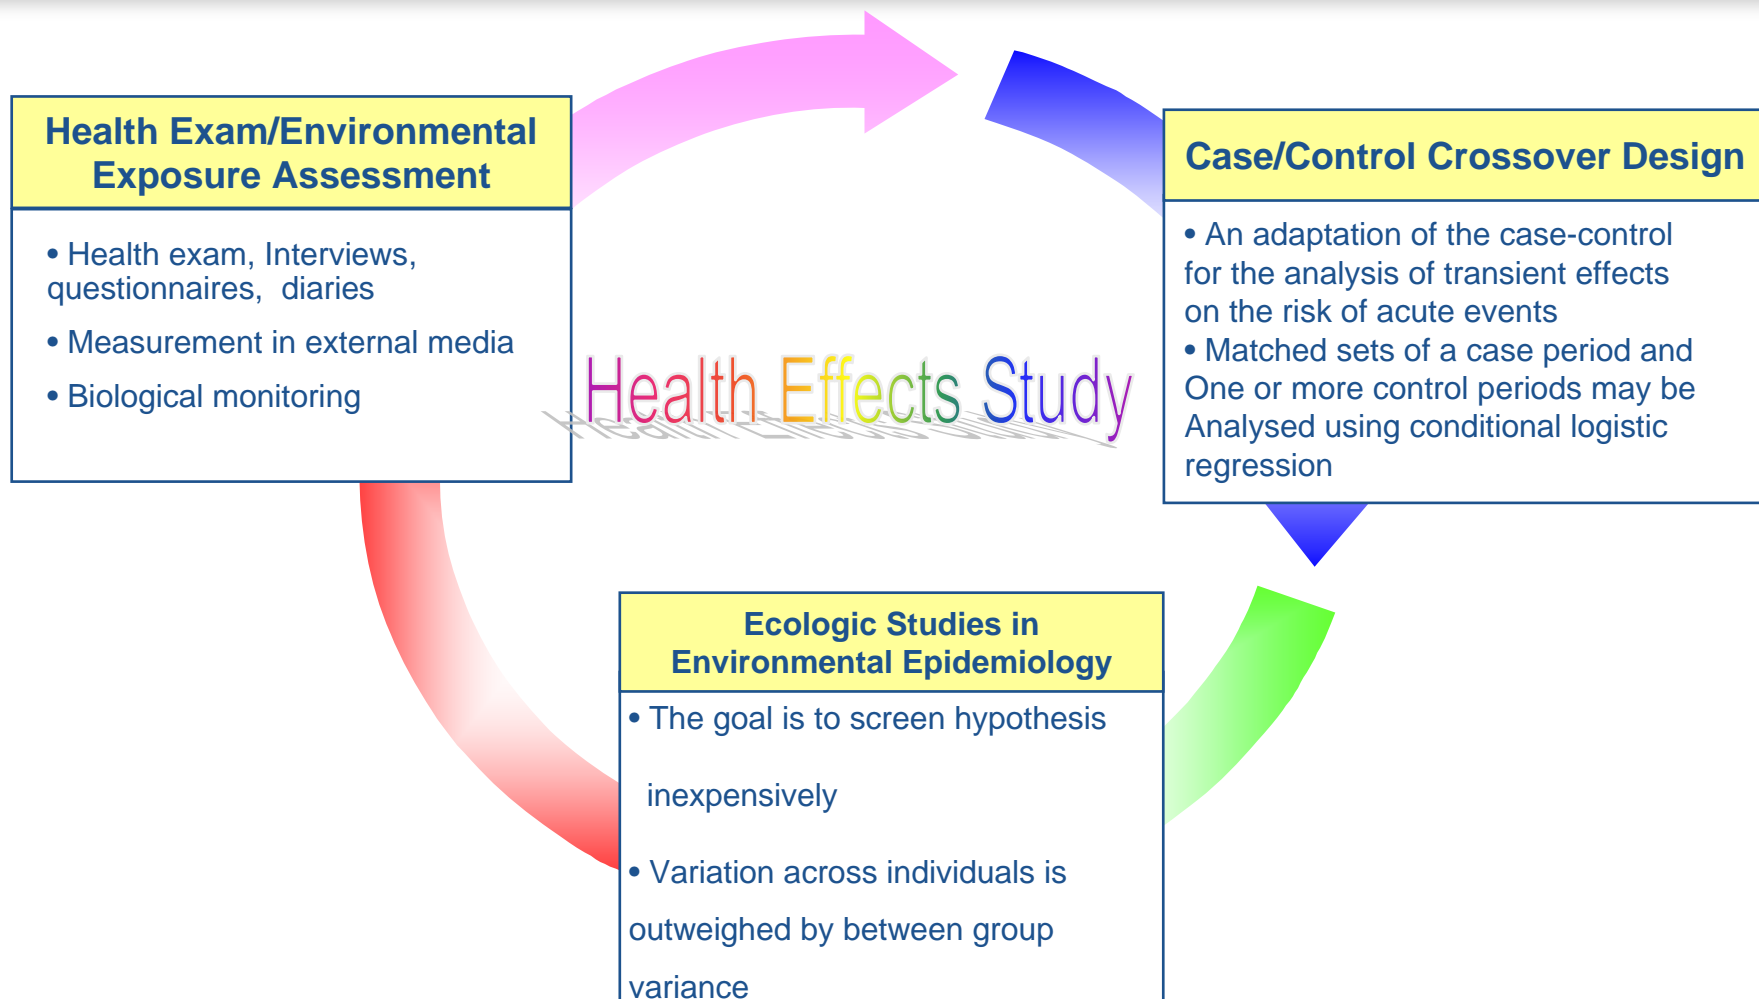 Health Exam/Environmental
Exposure Assessment
• Health exam, Interviews,
questionnaires, diaries
• Measurement in external media
• Biological monitoring
Health Effects Study
Case/Control Crossover Design
• An adaptation of the case-control
for the analysis of transient effects
on the risk of acute events
• Matched sets of a case period and
One or more control periods may be
Analysed using conditional logistic
regression
Ecologic Studies in
Environmental Epidemiology
• The goal is to screen hypothesis
inexpensively
• Variation across individuals is
outweighed by between group
variance